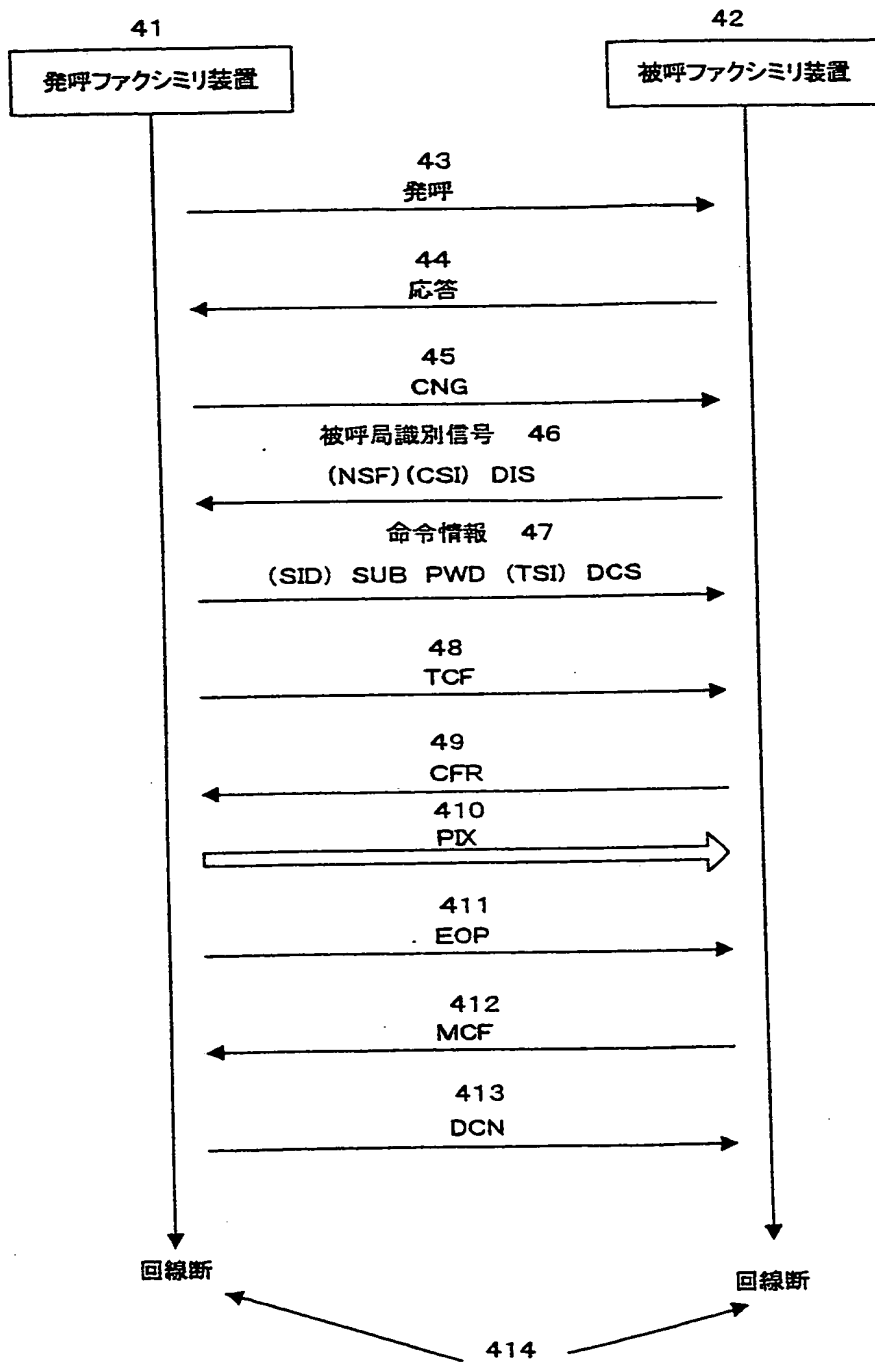 41
42
発呼ファクシミリ装置
被呼ファクシミリ装置
43
発呼
44
応答
45
CNG
被呼局識別信号 46
(NSF)(CSI) DIS
命令情報 47
(SID) SUB PWD (TSI) DCS
48
TCF
49
CFR
410
PIX
411
EOP
412
MCF
413
DCN
回線断
回線断
414